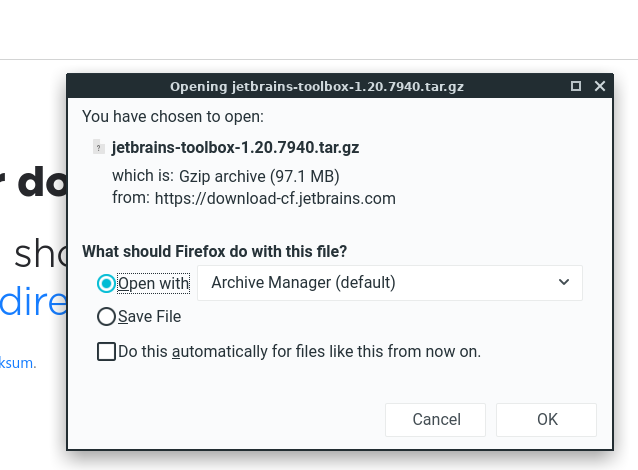 Opening jetbrains-toolbox-1.20.7940.tar.gz
You have chosen to open:
? jetbrains-toolbox-1.20.7940.tar.gz
which is: Gzip archive (97.1 MB)
from: https://download-cf.jetbrains.com
r do
sho
What should Firefox do with this file?
Open with Archive Manager (default)
dire
Save File
Do this automatically for files like this from now on.
ksum.
Cancel OK